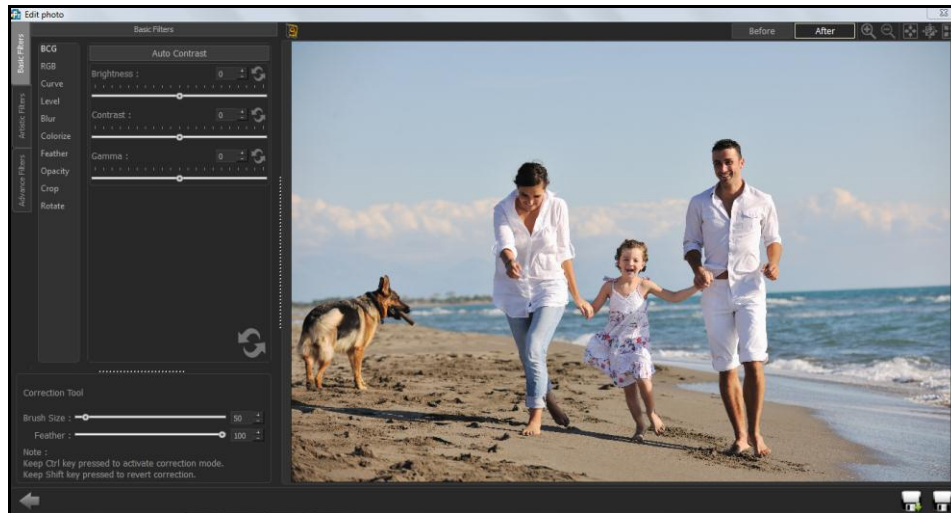 Edit photo
Basic Filters
Artistic Filters
Advance Filters
Basic Filters
BCG
RGB
Curve
Level
Blur
Colorize
Feather
Opacity
Crop
Rotate
Auto Contrast
Brightness : 0
Contrast : 0
Gamma : 0
Correction Tool
Brush Size : 50
Feather : 100
Note :
Keep Ctrl key pressed to activate correction mode.
Keep Shift key pressed to revert correction.
Before After